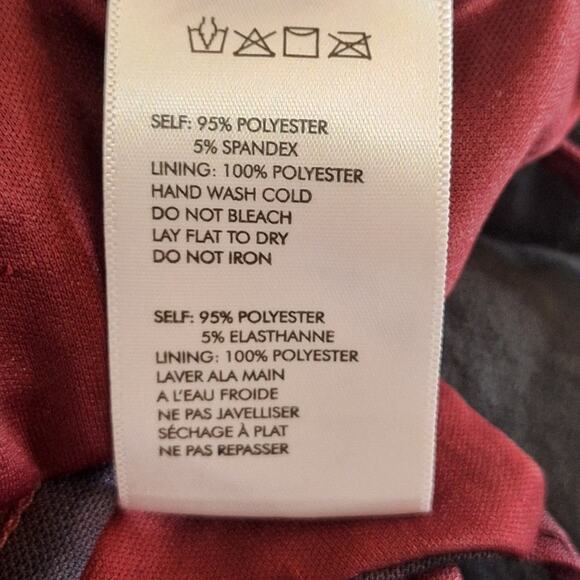 SELF: 95% POLYESTER
5% SPANDEX
LINING: 100% POLYESTER
HAND WASH COLD
DO NOT BLEACH
LAY FLAT TO DRY
DO NOT IRON
SELF: 95% POLYESTER
5% ELASTHANNE
LINING: 100% POLYESTER
LAVER ALA MAIN
A L'EAU FROIDE
NE PAS JAVELLISER
SÉCHAGE À PLAT
NE PAS REPASSER